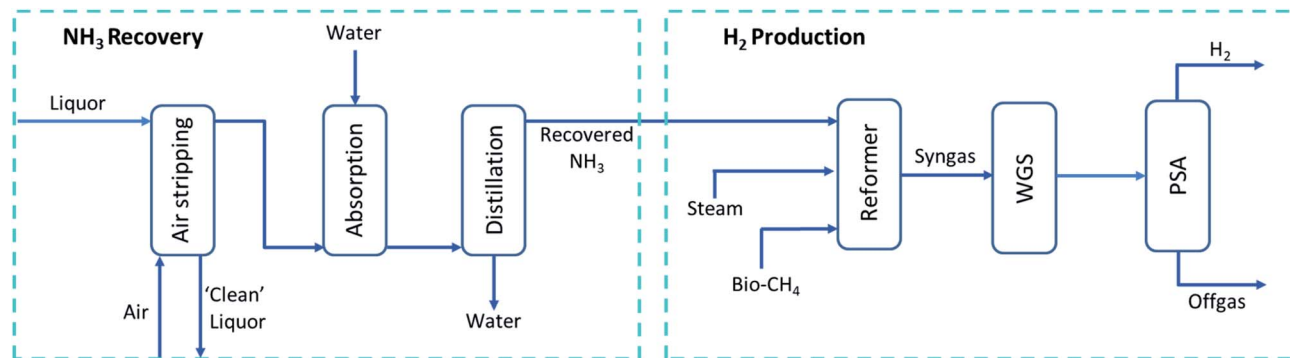 NH₃ Recovery
Water
Liquor
Air stripping
Absorption
Distillation
Recovered
NH₃
Air
'Clean'
Liquor
Water
H₂ Production
H₂
Reformer
Syngas
WGS
PSA
Steam
Bio-CH₄
Offgas